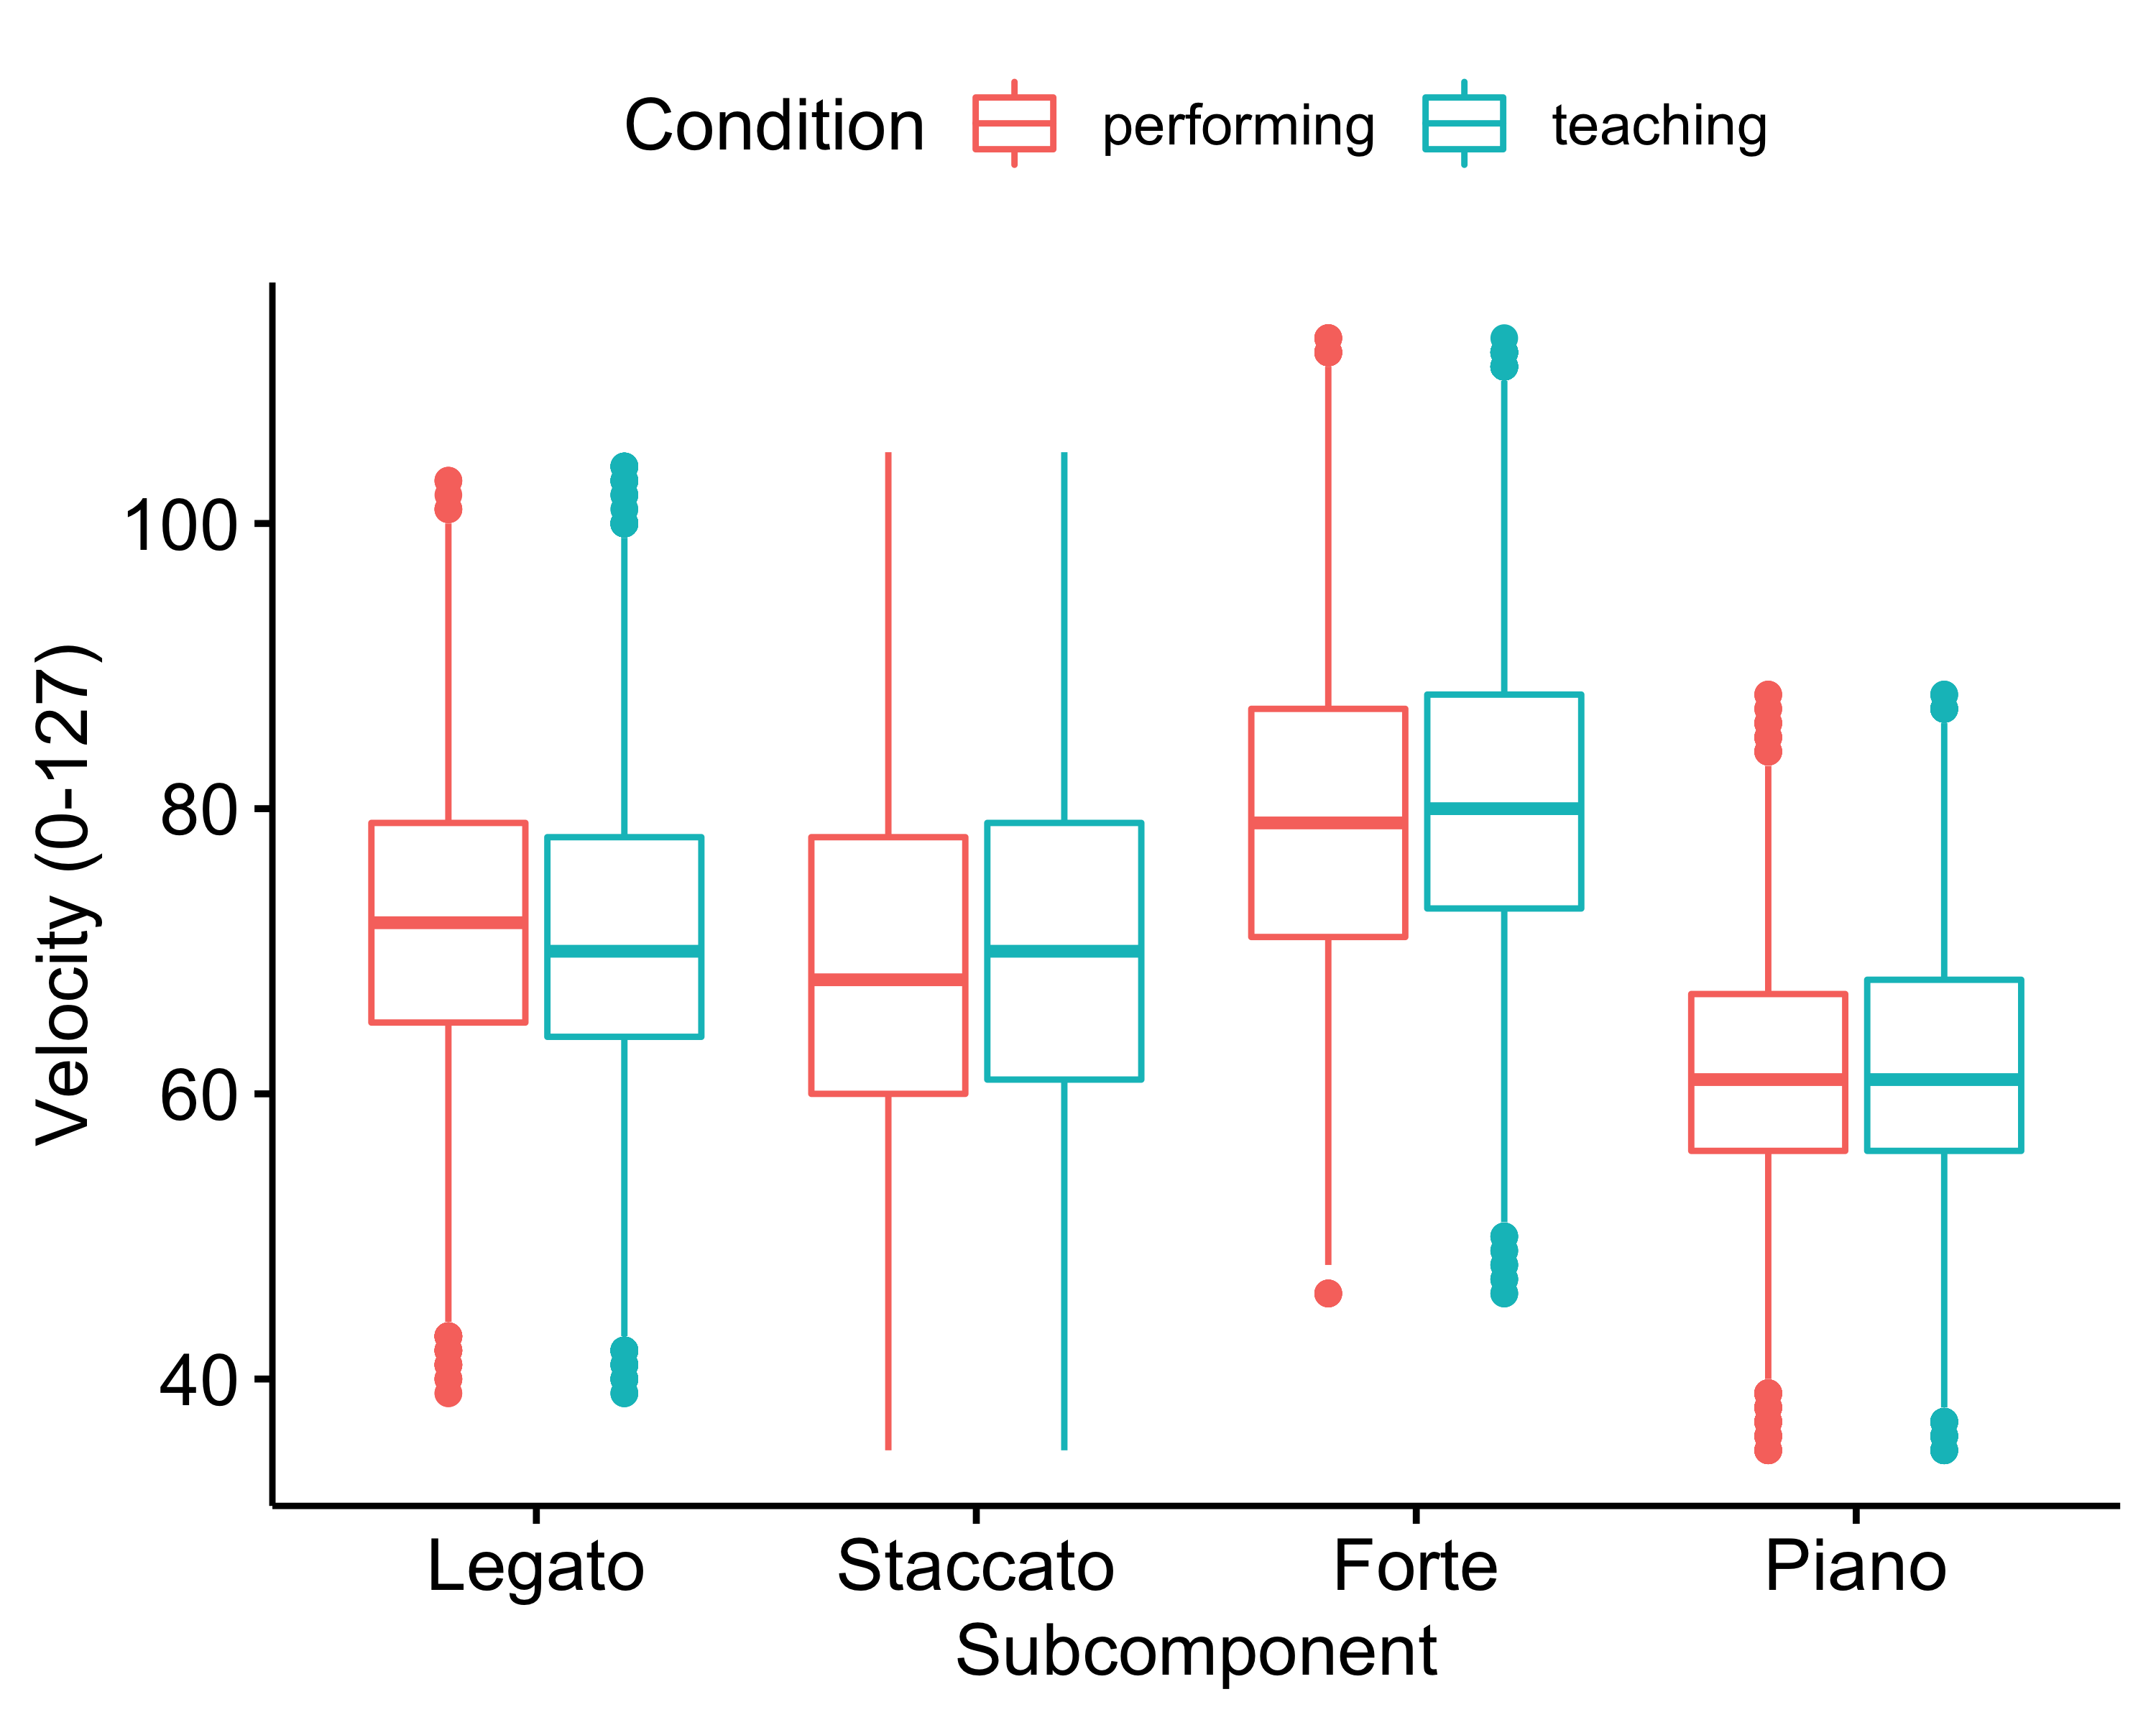 Condition performing teaching
Velocity (0-127)
100
80
60
40
Legato Staccato Forte Piano
Subcomponent